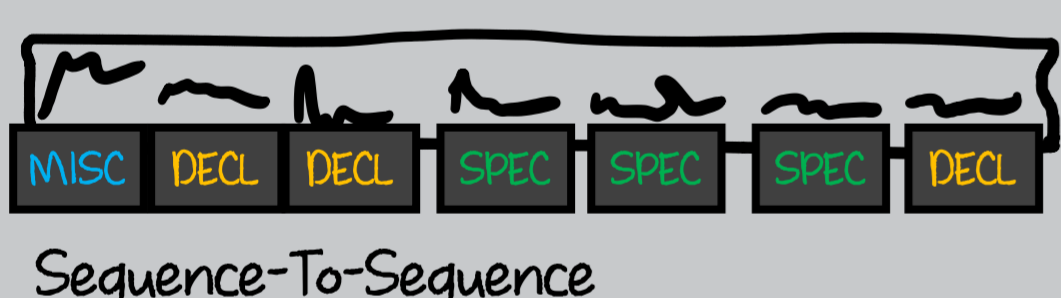 MISC DECL DECL SPEC SPEC SPEC DECL
Sequence-To-Sequence